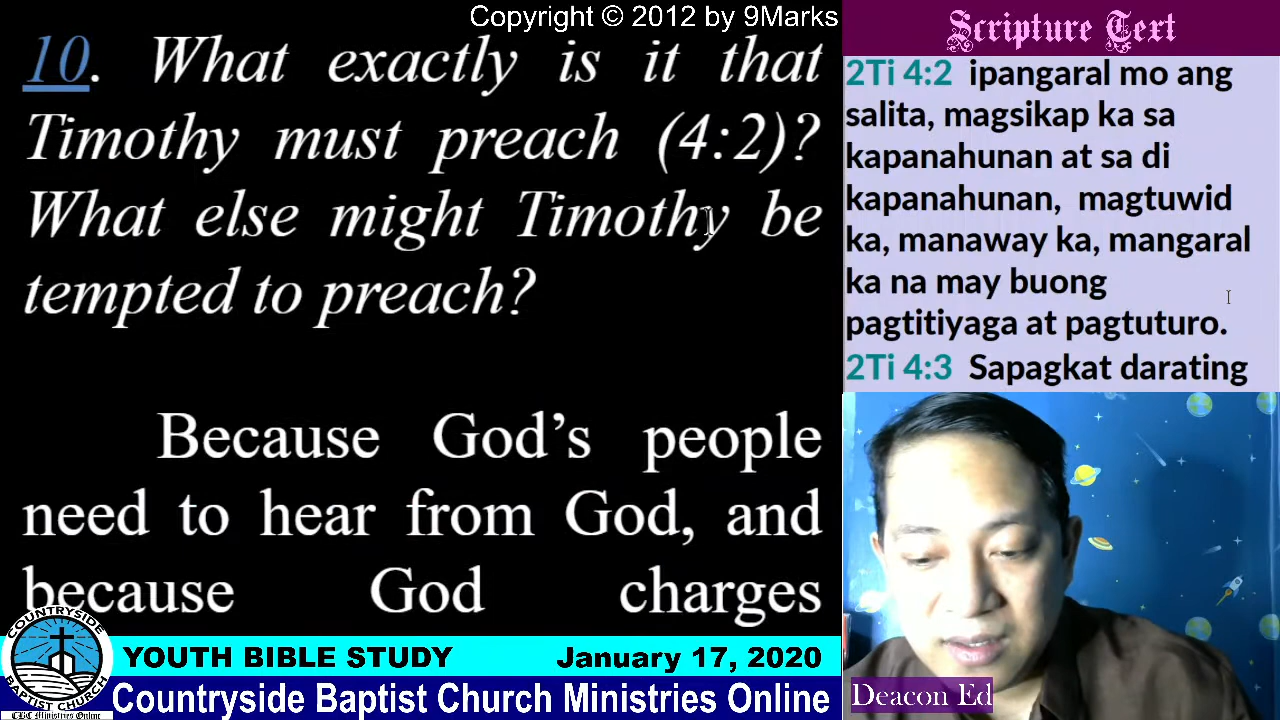 Copyright © 2012 by 9Marks
10. What exactly is it that
Timothy must preach (4:2)?
What else might Timothy be
tempted to preach?
Because God's people
need to hear from God, and
because God charges
Scripture Text
2Ti 4:2 ipangaral mo ang
salita, magsikap ka sa
kapanahunan at sa di
kapanahunan, magtuwid
ka, manaway ka, mangaral
ka na may buong
pagtitiyaga at pagtuturo.
2Ti 4:3 Sapagkat darating
Deacon Ed
COUNTRYSIDE
BAPTIST CHURCH
CBC Ministries Online
YOUTH BIBLE STUDY January 17, 2020
Countryside Baptist Church Ministries Online